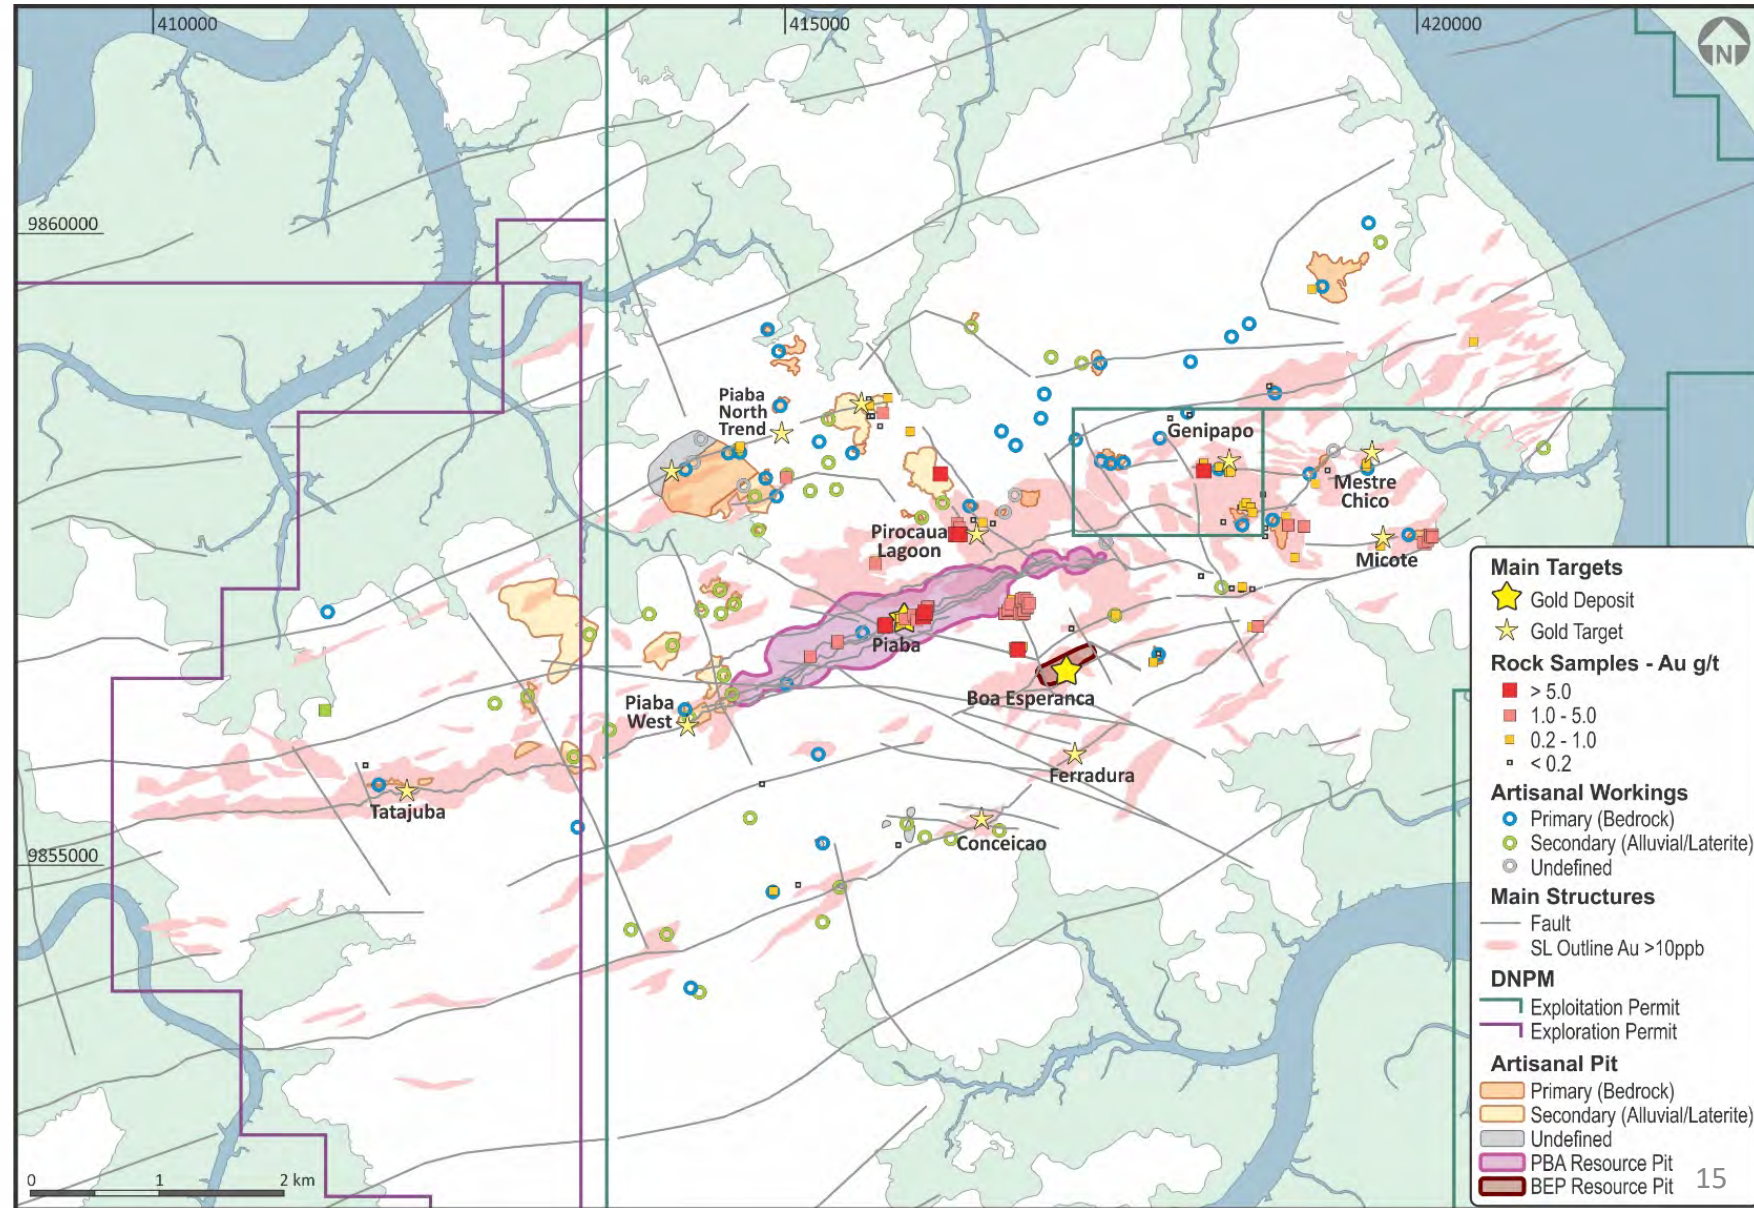 410000
415000
420000
N
9860000
Piaba
North
Trend
Genipapo
Mestre
Chico
Pirocaua
Lagoon
Micote
Piaba
Boa Esperanca
Piaba
West
Ferradura
Tatajuba
Conceicao
9855000
0 1 2 km
Main Targets
Gold Deposit
Gold Target
Rock Samples - Au g/t
> 5.0
1.0 - 5.0
0.2 - 1.0
< 0.2
Artisanal Workings
Primary (Bedrock)
Secondary (Alluvial/Laterite)
Undefined
Main Structures
Fault
SL Outline Au >10ppb
DNPM
Exploitation Permit
Exploration Permit
Artisanal Pit
Primary (Bedrock)
Secondary (Alluvial/Laterite)
Undefined
PBA Resource Pit
BEP Resource Pit
15